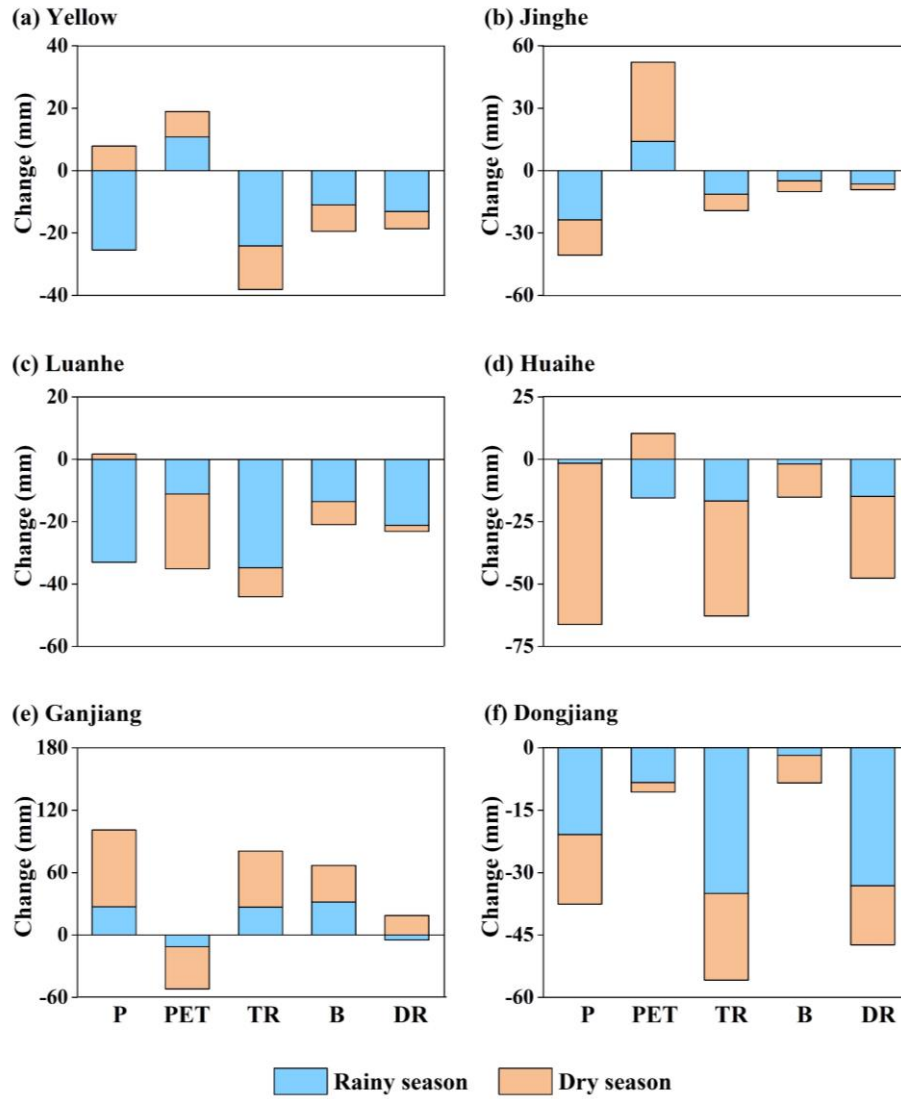 (a) Yellow
Change (mm)
40
20
0
-20
-40
(b) Jinghe
Change (mm)
60
30
0
-30
-60
(c) Luanhe
Change (mm)
20
0
-20
-40
-60
(d) Huaihe
Change (mm)
25
0
-25
-50
-75
(e) Ganjiang
Change (mm)
180
120
60
0
-60
P PET TR B DR
(f) Dongjiang
Change (mm)
0
-15
-30
-45
-60
P PET TR B DR
Rainy season Dry season